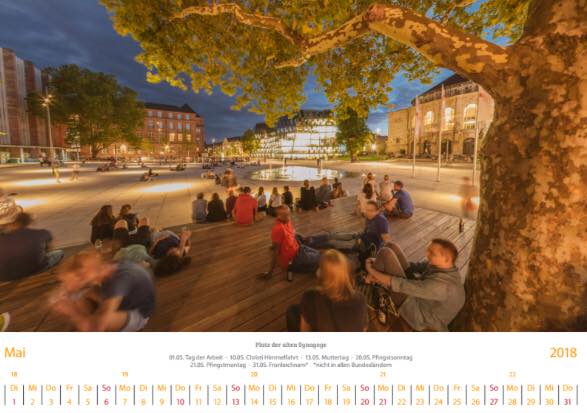 Platz der alten Synagoge
Mai
2018
01.05. Tag der Arbeit · 10.05. Christi Himmelfahrt · 13.05. Muttertag · 20.05. Pfingstsonntag
21.05. Pfingstmontag · 31.05. Fronleichnam* *nicht in allen Bundesländern
18 19 20 21 22
Di Mi Do Fr Sa So Mo Di Mi Do Fr Sa So Mo Di Mi Do Fr Sa So Mo Di Mi Do Fr Sa So Mo Di Mi Do
1 2 3 4 5 6 7 8 9 10 11 12 13 14 15 16 17 18 19 20 21 22 23 24 25 26 27 28 29 30 31